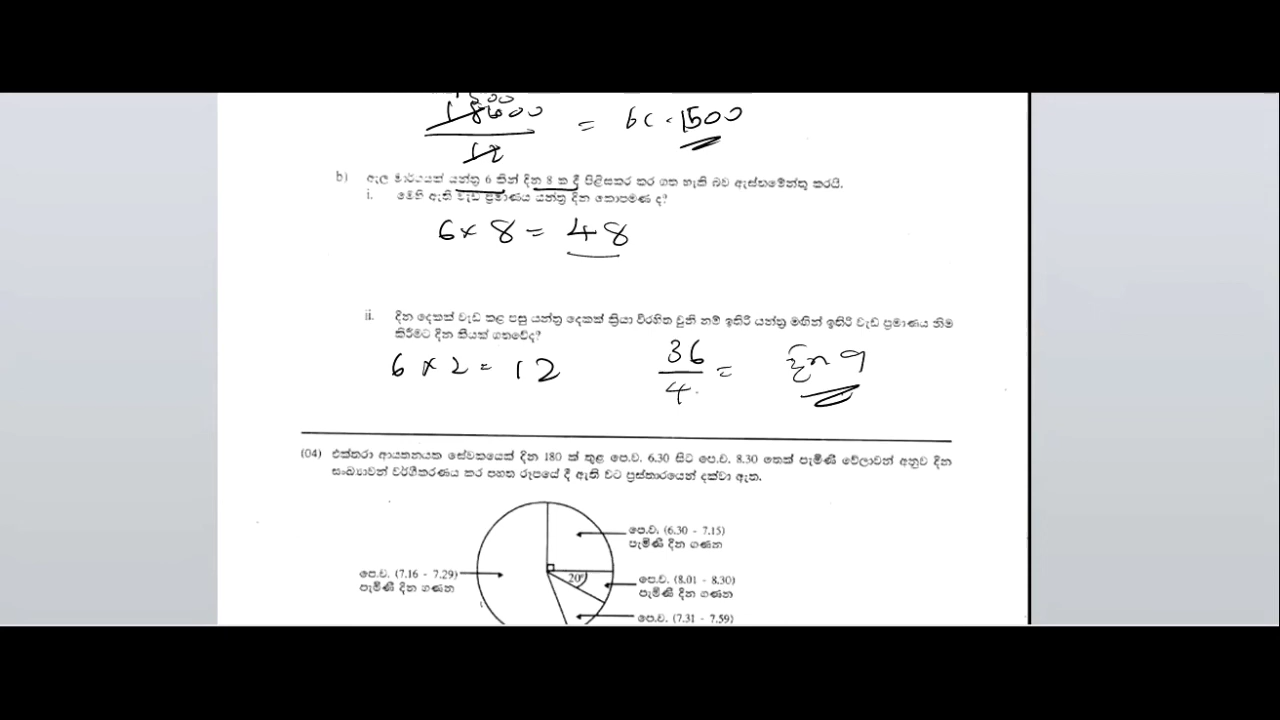 18000
12
= රු. 1500
b) ඇල මාර්ගයක් යන්ත්‍ර 6 කින් දින 8 ක දී පිළිසකර කර ගත හැකි බව ඇස්තමේන්තු කරයි.
i. මෙහි ඇති වැඩ ප්‍රමාණය යන්ත්‍ර දින කොපමණ ද?
6 × 8 = 48
ii. දින දෙකක් වැඩ කළ පසු යන්ත්‍ර දෙකක් ක්‍රියා විරහිත වුනි නම් ඉතිරි යන්ත්‍ර මඟින් ඉතිරි වැඩ ප්‍රමාණය නිම
කිරීමට දින කීයක් ගතවේද?
6 × 2 = 12
36
4
= දින 9
(04) එක්තරා ආයතනයක සේවකයෙක් දින 180 ක් තුළ පෙ.ව. 6.30 සිට පෙ.ව. 8.30 තෙක් පැමිණි වේලාවන් අනුව දින
සංඛ්‍යාවන් වර්ගීකරණය කර පහත රූපයේ දී ඇති වට ප්‍රස්තාරයෙන් දක්වා ඇත.
පෙ.ව. (6.30 - 7.15)
පැමිණි දින ගණන
පෙ.ව. (7.16 - 7.29)
පැමිණි දින ගණන
20°
පෙ.ව. (8.01 - 8.30)
පැමිණි දින ගණන
පෙ.ව. (7.31 - 7.59)